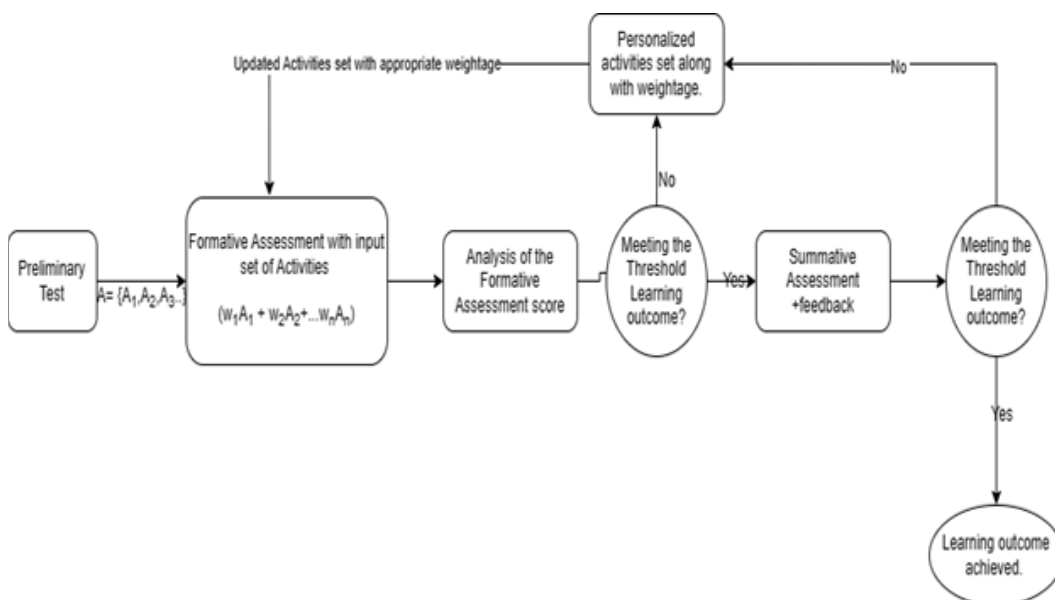 Personalized
activities set along
with weightage.
Updated Activities set with appropriate weightage
No
No
Preliminary
Test
A= {A₁,A₂,A₃..}
Formative Assessment with input
set of Activities
(w₁A₁ + w₂A₂+...wₙAₙ)
Analysis of the
Formative
Assessment score
Meeting the
Threshold
Learning
outcome?
Yes
Summative
Assessment
+feedback
Meeting the
Threshold
Learning
outcome?
Yes
Learning outcome
achieved.